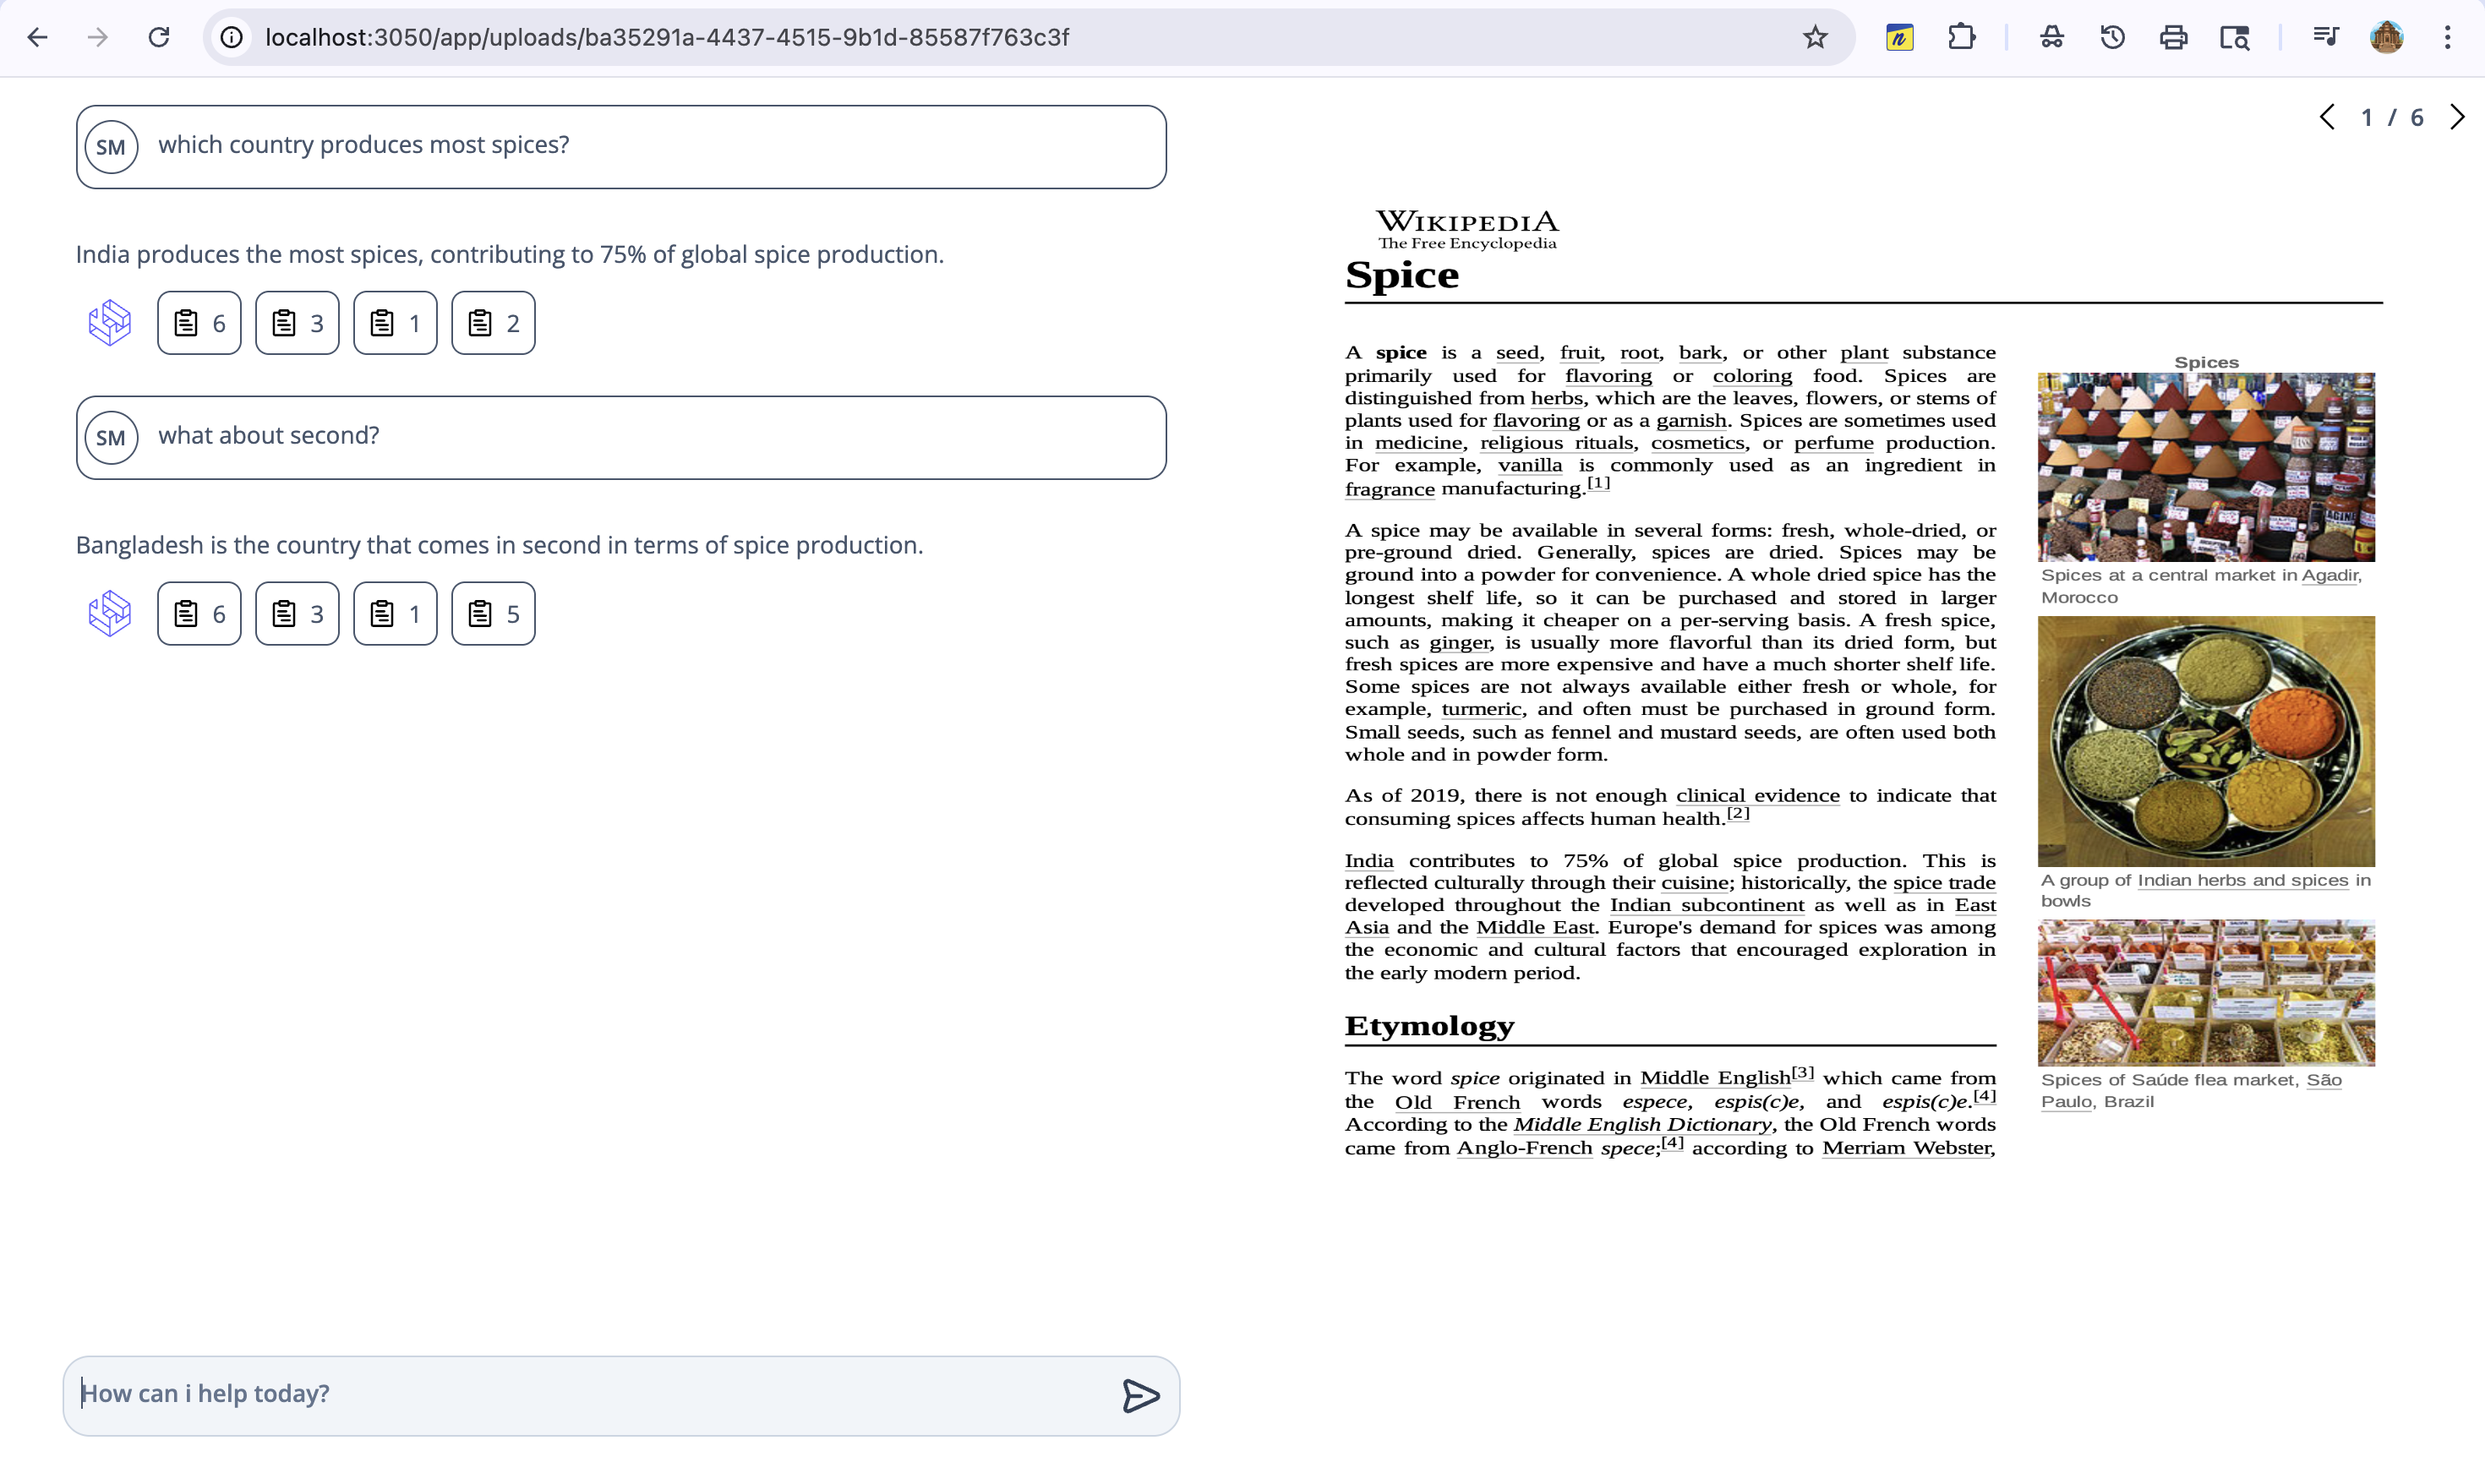 localhost:3050/app/uploads/ba35291a-4437-4515-9b1d-85587f763c3f
SM which country produces most spices?
India produces the most spices, contributing to 75% of global spice production.
6 3 1 2
SM what about second?
Bangladesh is the country that comes in second in terms of spice production.
6 3 1 5
How can i help today?
1 / 6
WIKIPEDIA
The Free Encyclopedia
Spice
A spice is a seed, fruit, root, bark, or other plant substance
primarily used for flavoring or coloring food. Spices are
distinguished from herbs, which are the leaves, flowers, or stems of
plants used for flavoring or as a garnish. Spices are sometimes used
in medicine, religious rituals, cosmetics, or perfume production.
For example, vanilla is commonly used as an ingredient in
fragrance manufacturing.[1]
A spice may be available in several forms: fresh, whole-dried, or
pre-ground dried. Generally, spices are dried. Spices may be
ground into a powder for convenience. A whole dried spice has the
longest shelf life, so it can be purchased and stored in larger
amounts, making it cheaper on a per-serving basis. A fresh spice,
such as ginger, is usually more flavorful than its dried form, but
fresh spices are more expensive and have a much shorter shelf life.
Some spices are not always available either fresh or whole, for
example, turmeric, and often must be purchased in ground form.
Small seeds, such as fennel and mustard seeds, are often used both
whole and in powder form.
As of 2019, there is not enough clinical evidence to indicate that
consuming spices affects human health.[2]
India contributes to 75% of global spice production. This is
reflected culturally through their cuisine; historically, the spice trade
developed throughout the Indian subcontinent as well as in East
Asia and the Middle East. Europe's demand for spices was among
the economic and cultural factors that encouraged exploration in
the early modern period.
Etymology
The word spice originated in Middle English[3] which came from
the Old French words espece, espis(c)e, and espis(c)e.[4]
According to the Middle English Dictionary, the Old French words
came from Anglo-French spece;[4] according to Merriam Webster,
Spices
Spices at a central market in Agadir,
Morocco
A group of Indian herbs and spices in
bowls
Spices of Saúde flea market, São
Paulo, Brazil